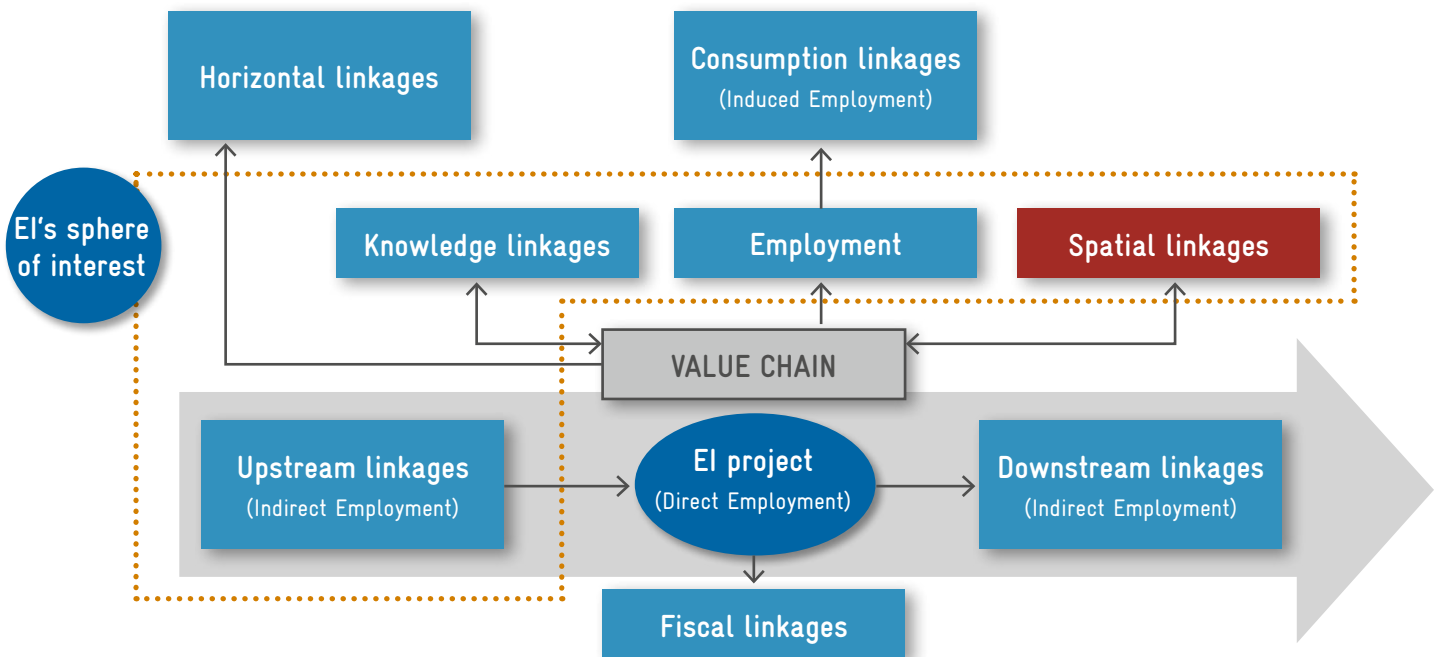 Horizontal linkages
Consumption linkages
(Induced Employment)
EI‘s sphere
of interest
Knowledge linkages
Employment
Spatial linkages
VALUE CHAIN
Upstream linkages
(Indirect Employment)
EI project
(Direct Employment)
Downstream linkages
(Indirect Employment)
Fiscal linkages